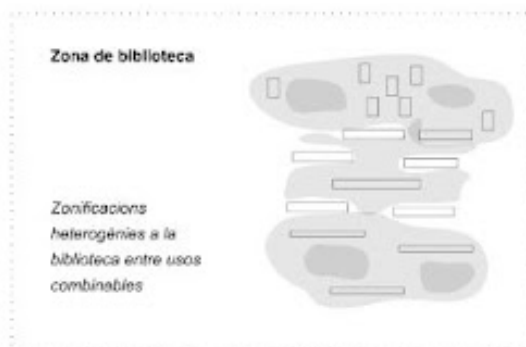 Zona de biblioteca
Zonificacions
heterogènies a la
biblioteca entre usos
combinables